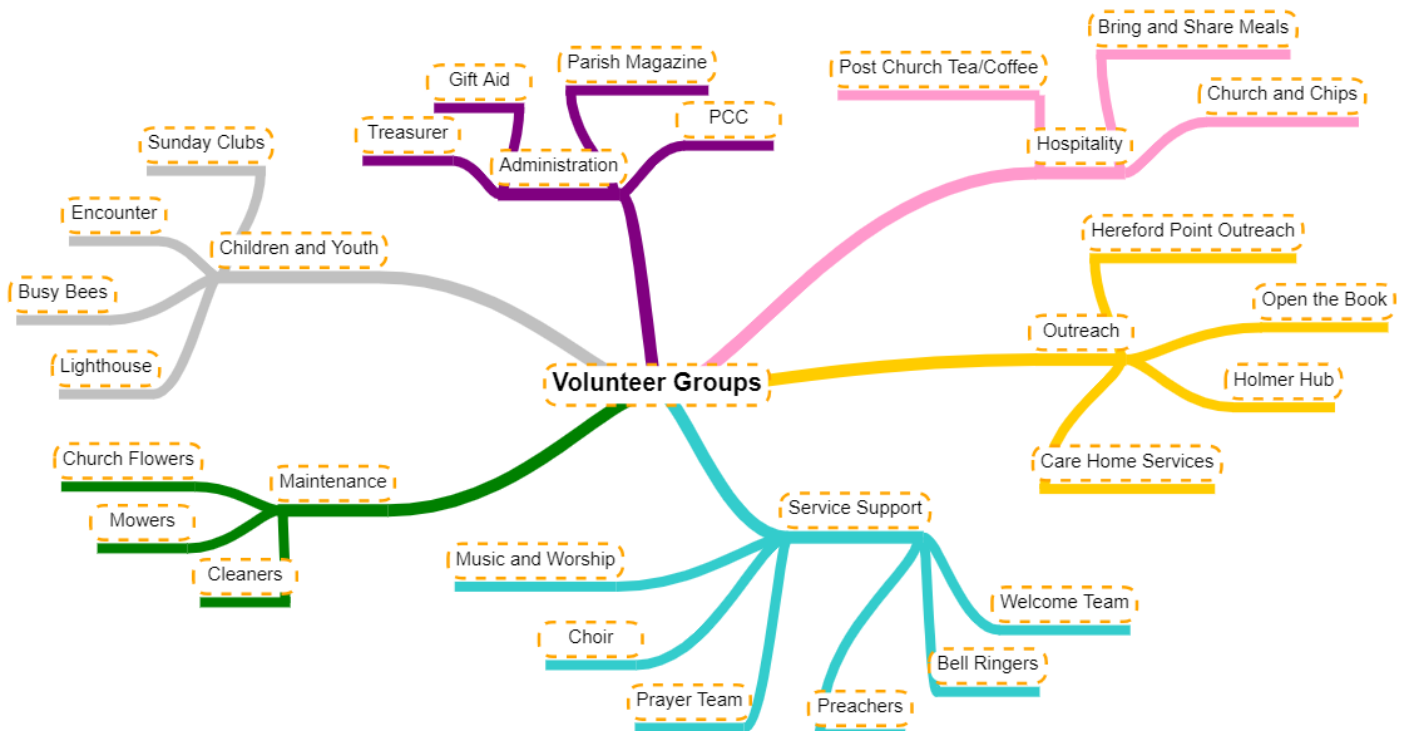 Volunteer Groups
Administration
Treasurer
Gift Aid
Parish Magazine
PCC
Hospitality
Post Church Tea/Coffee
Bring and Share Meals
Church and Chips
Outreach
Hereford Point Outreach
Open the Book
Holmer Hub
Care Home Services
Service Support
Welcome Team
Bell Ringers
Preachers
Prayer Team
Choir
Music and Worship
Maintenance
Church Flowers
Mowers
Cleaners
Children and Youth
Sunday Clubs
Encounter
Busy Bees
Lighthouse